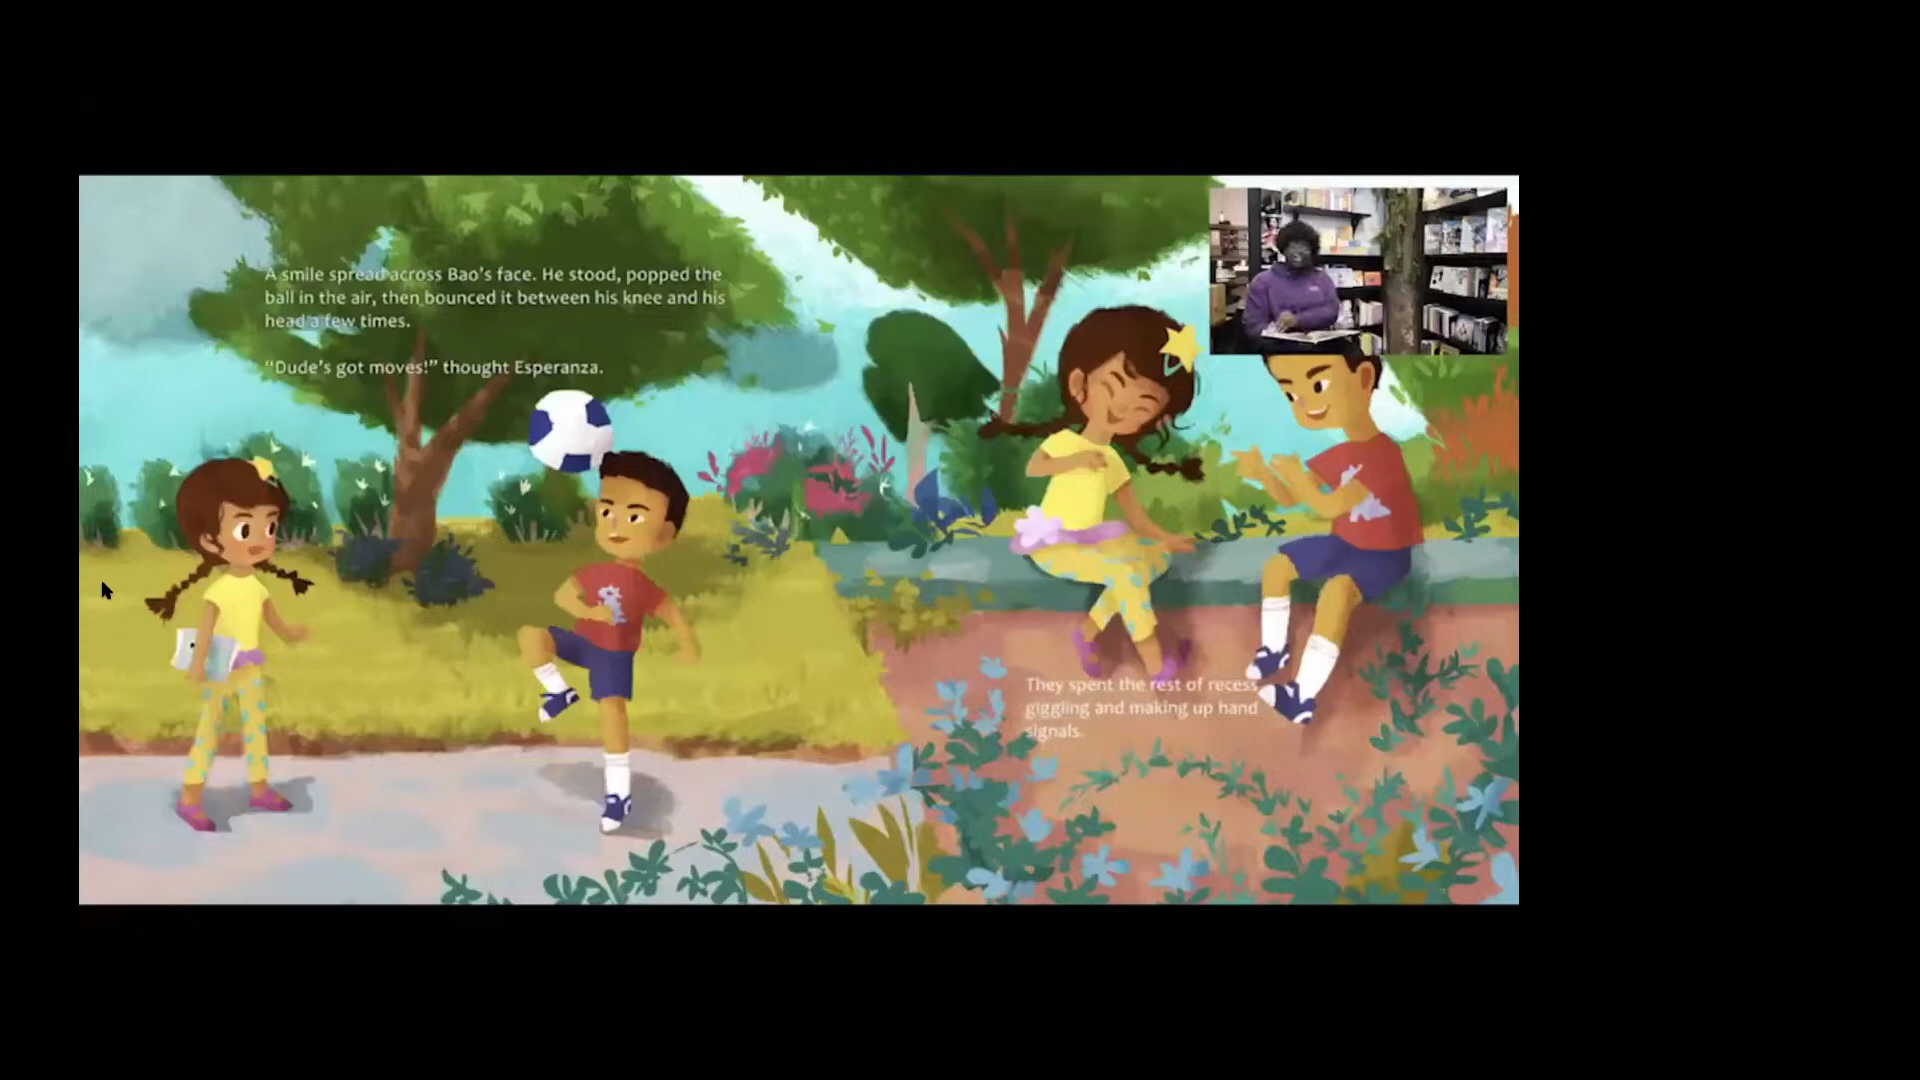 A smile spread across Bao's face. He stood, popped the
ball in the air, then bounced it between his knee and his
head a few times.
"Dude's got moves!" thought Esperanza.
They spent the rest of recess
giggling and making up hand
signals.